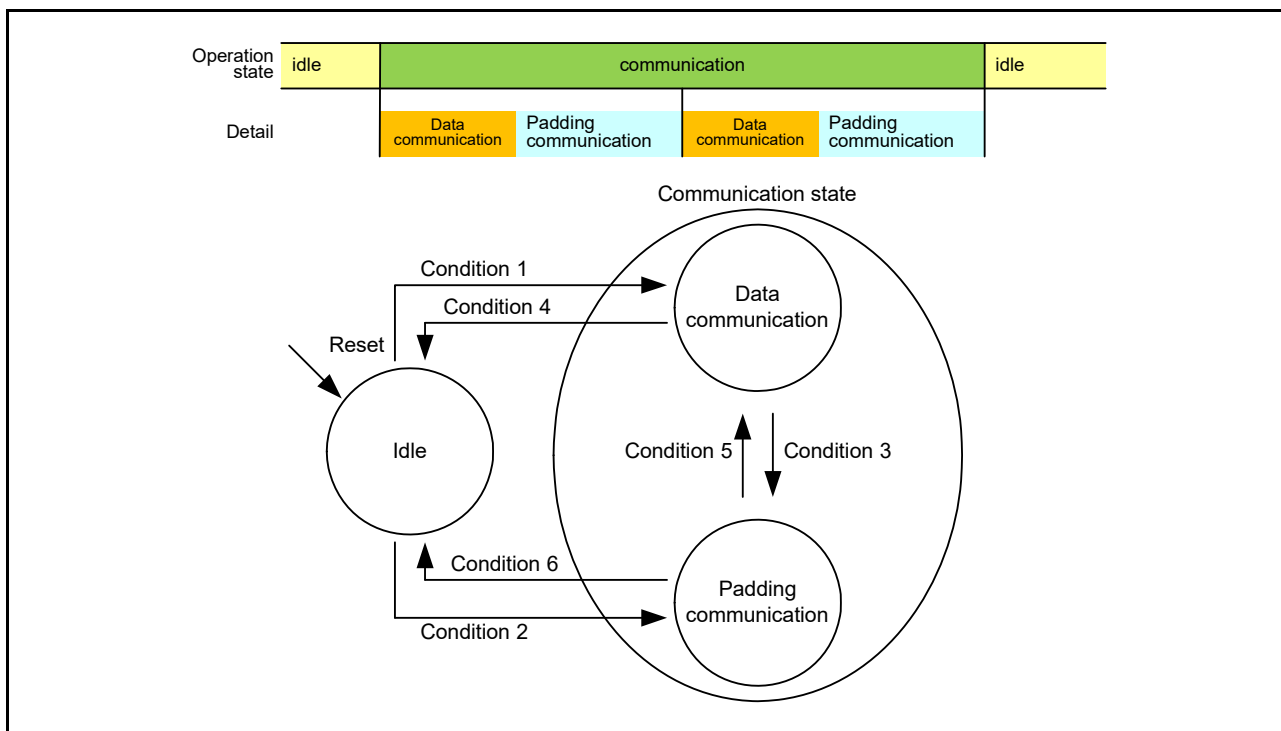 Operation
state
idle
communication
idle
Detail
Data
communication
Padding
communication
Data
communication
Padding
communication
Communication state
Condition 1
Data
communication
Condition 4
Reset
Idle
Condition 5
Condition 3
Condition 6
Padding
communication
Condition 2